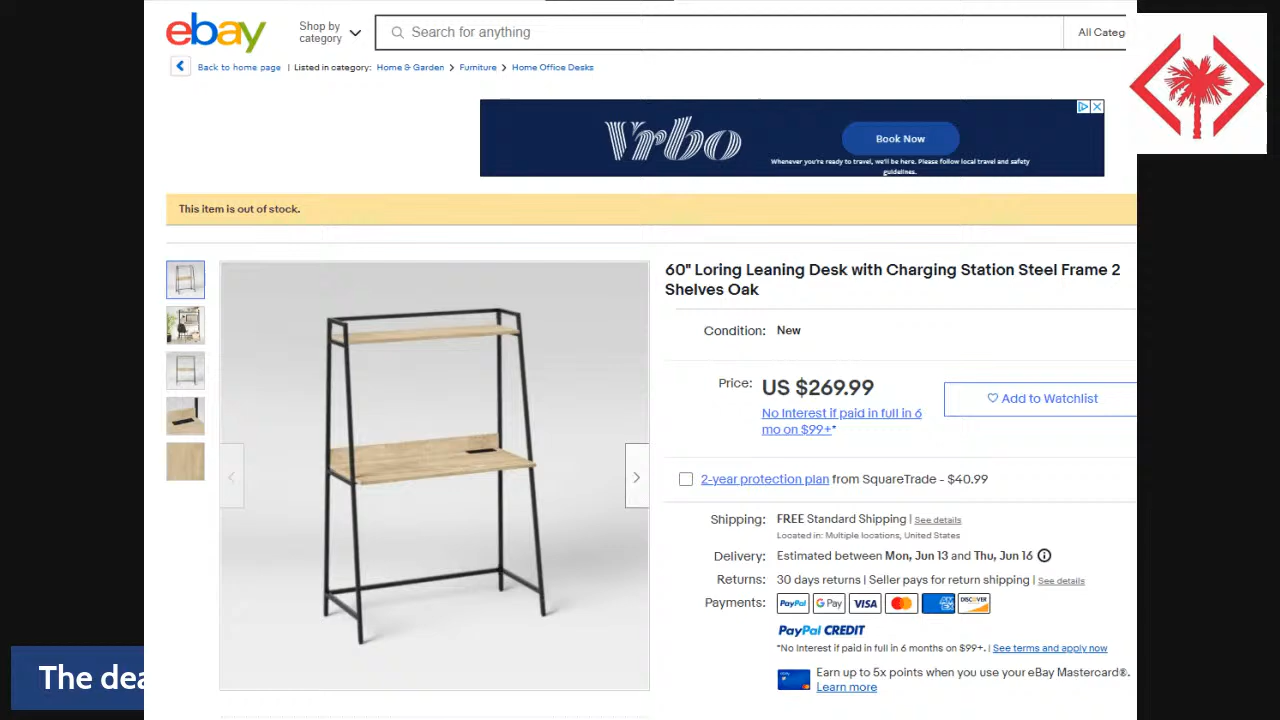 ebay
Shop by
category
Search for anything
All Categ
Back to home page | Listed in category: Home & Garden > Furniture > Home Office Desks
Vrbo
Book Now
Whenever you're ready to travel, we'll be here. Please follow local travel and safety
guidelines.
This item is out of stock.
60" Loring Leaning Desk with Charging Station Steel Frame 2
Shelves Oak
Condition: New
Price: US $269.99
Add to Watchlist
No Interest if paid in full in 6
mo on $99+*
2-year protection plan from SquareTrade - $40.99
Shipping: FREE Standard Shipping | See details
Located in: Multiple locations, United States
Delivery: Estimated between Mon, Jun 13 and Thu, Jun 16
Returns: 30 days returns | Seller pays for return shipping | See details
Payments: PayPal G Pay VISA AM EX DISCOVER
PayPal CREDIT
*No Interest if paid in full in 6 months on $99+. | See terms and apply now
Earn up to 5x points when you use your eBay Mastercard®.
Learn more
The dea